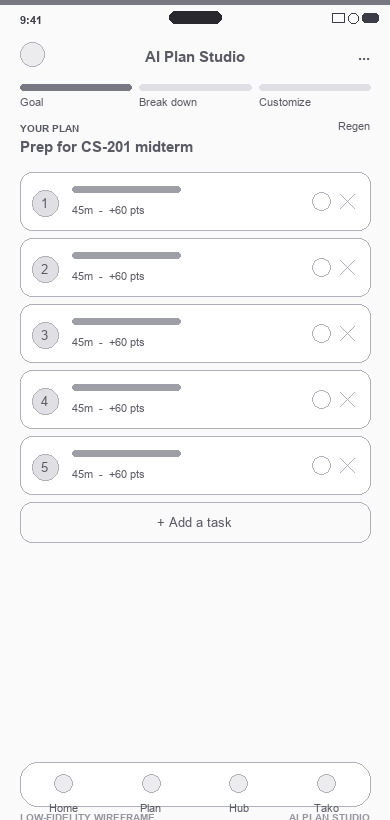 9:41
AI Plan Studio
...
Goal
Break down
Customize
YOUR PLAN
Regen
Prep for CS-201 midterm
1
45m - +60 pts
2
45m - +60 pts
3
45m - +60 pts
4
45m - +60 pts
5
45m - +60 pts
+ Add a task
Home
Plan
Hub
Tako
LOW-FIDELITY WIREFRAME
AI PLAN STUDIO